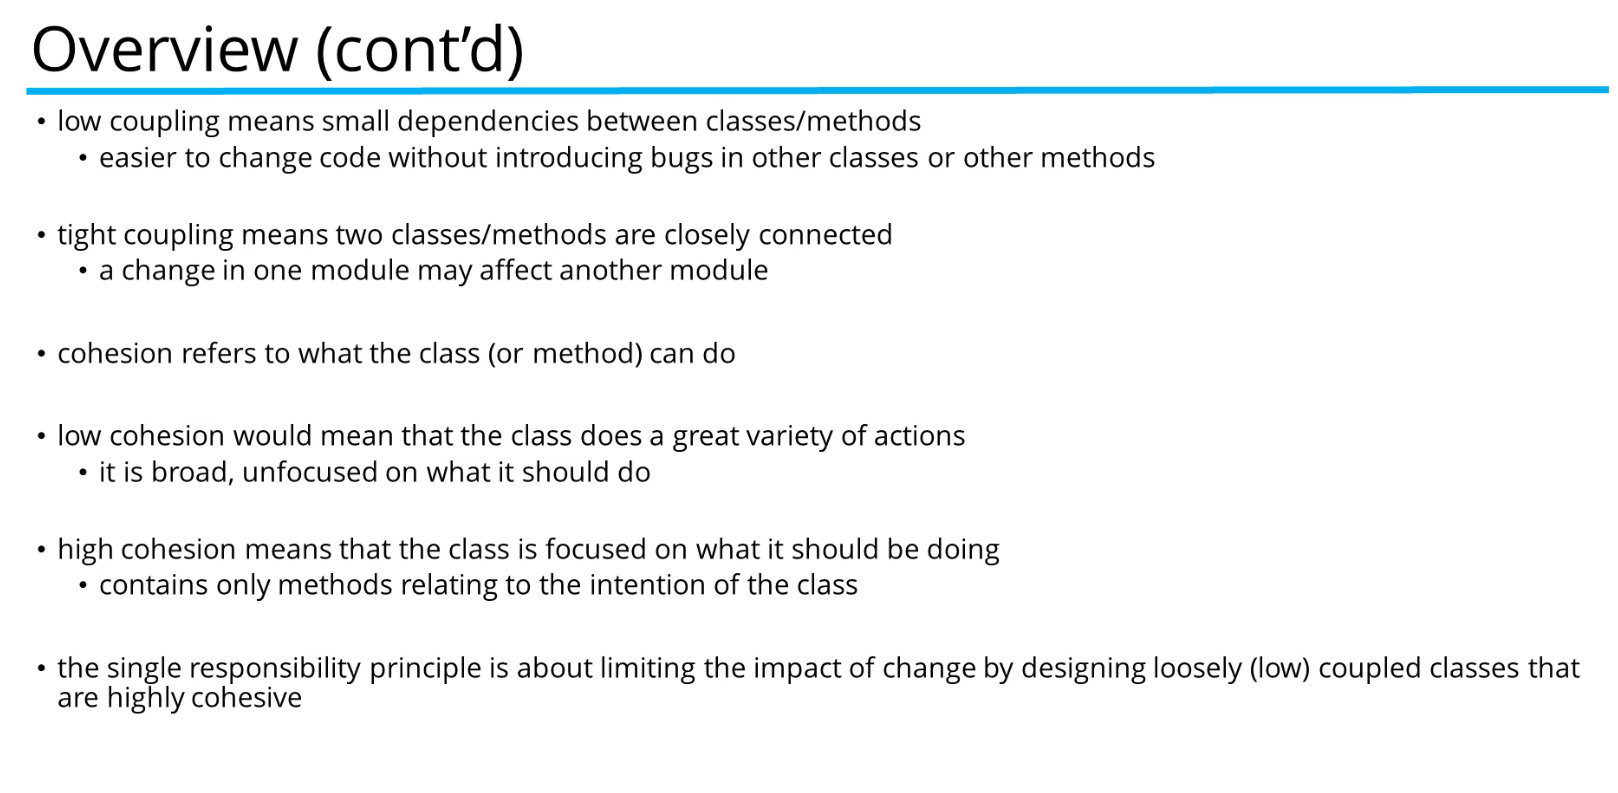 Overview (cont’d)
• low coupling means small dependencies between classes/methods
• easier to change code without introducing bugs in other classes or other methods
• tight coupling means two classes/methods are closely connected
• a change in one module may affect another module
• cohesion refers to what the class (or method) can do
• low cohesion would mean that the class does a great variety of actions
• it is broad, unfocused on what it should do
• high cohesion means that the class is focused on what it should be doing
• contains only methods relating to the intention of the class
• the single responsibility principle is about limiting the impact of change by designing loosely (low) coupled classes that
are highly cohesive